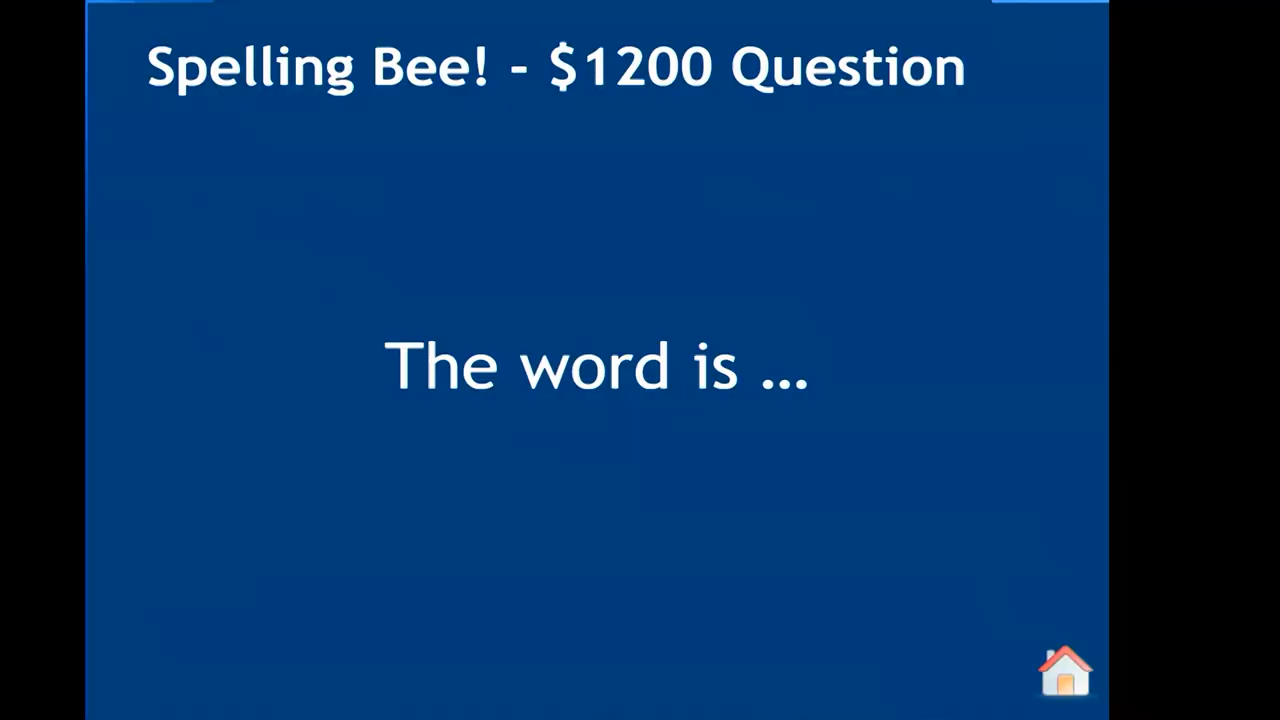 Spelling Bee! - $1200 Question
The word is …